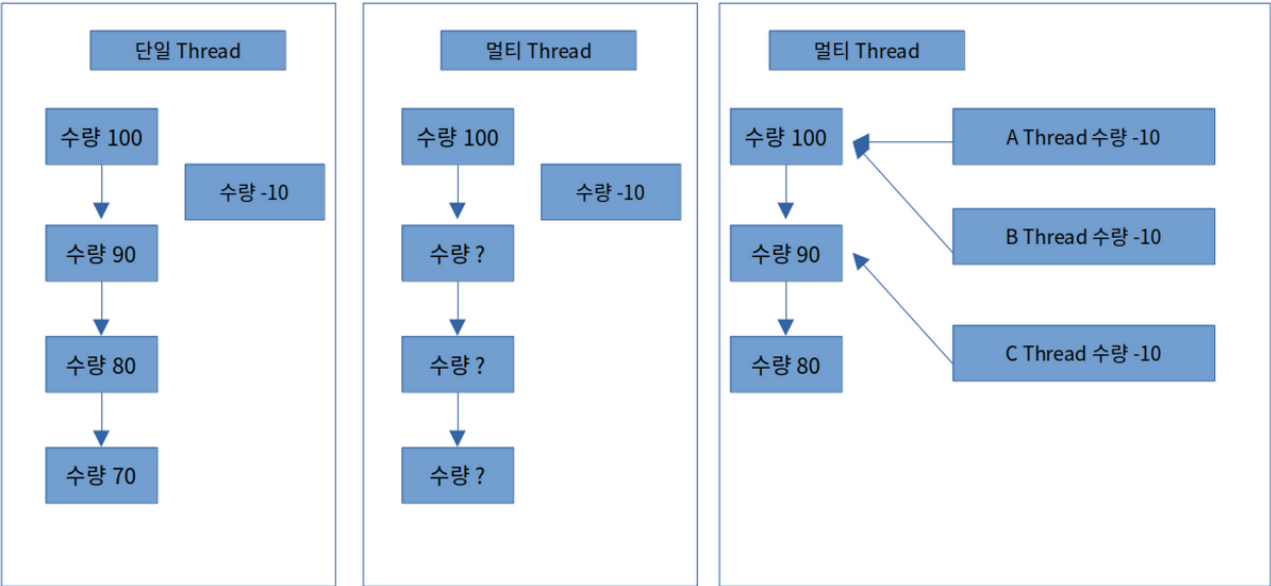 단일 Thread
수량 100
수량 -10
수량 90
수량 80
수량 70
멀티 Thread
수량 100
수량 -10
수량 ?
수량 ?
수량 ?
멀티 Thread
수량 100
A Thread 수량 -10
B Thread 수량 -10
수량 90
C Thread 수량 -10
수량 80